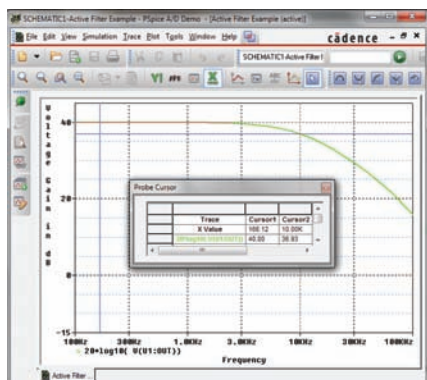 SCHEMATIC1-Active Filter Example - PSpice A/D Demo - [Active Filter Example (active)]
File Edit View Simulation Trace Plot Tools Window Help
cādence
SCHEMATIC1-Active Filter
Voltage Gain in dB
40
20
0
-15
Probe Cursor
Trace Cursor1 Cursor2
X Value 10.00K
40.00 36.93
100Hz 300Hz 1.0KHz 3.0KHz 10KHz 30KHz 100KHz
20*log10( V(U1:OUT))
Frequency
Active Filter ...